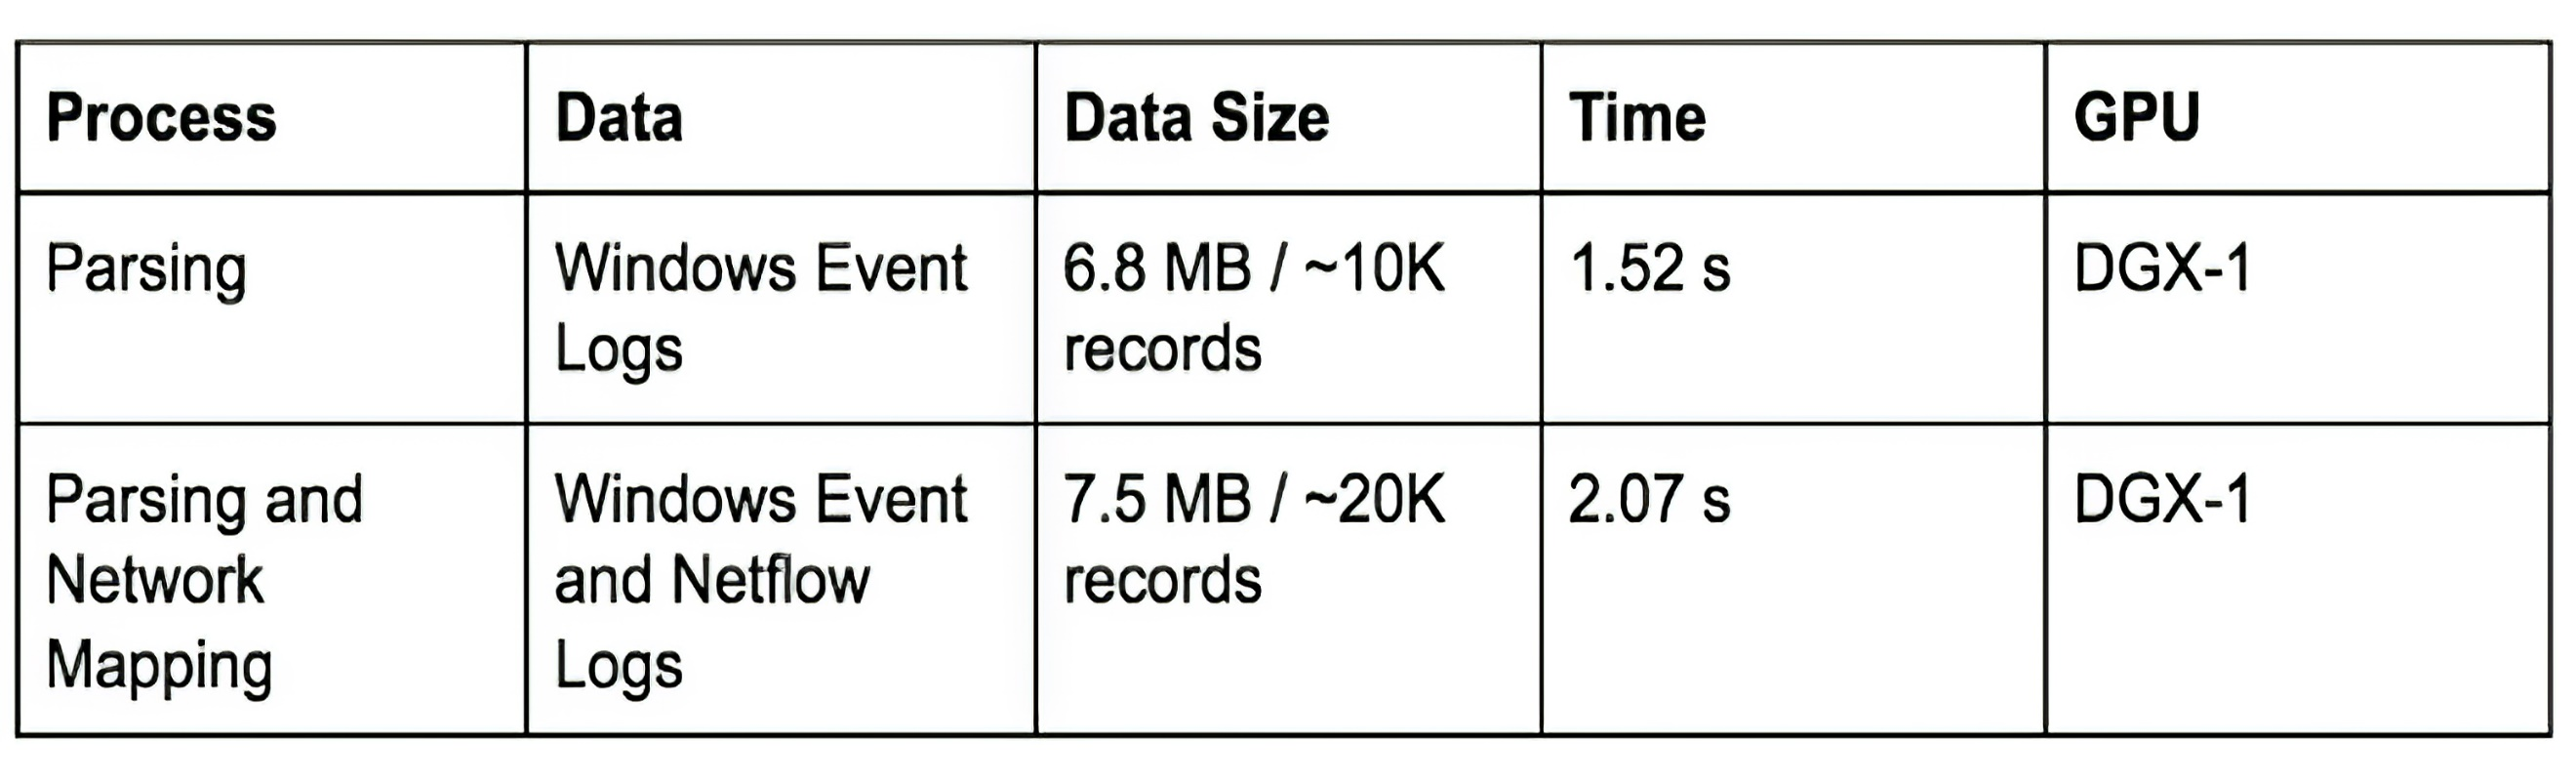 Process Data Data Size Time GPU
Parsing Windows Event 6.8 MB / ~10K 1.52 s DGX-1
Logs records
Parsing and Windows Event 7.5 MB / ~20K 2.07 s DGX-1
Network and Netflow records
Mapping Logs